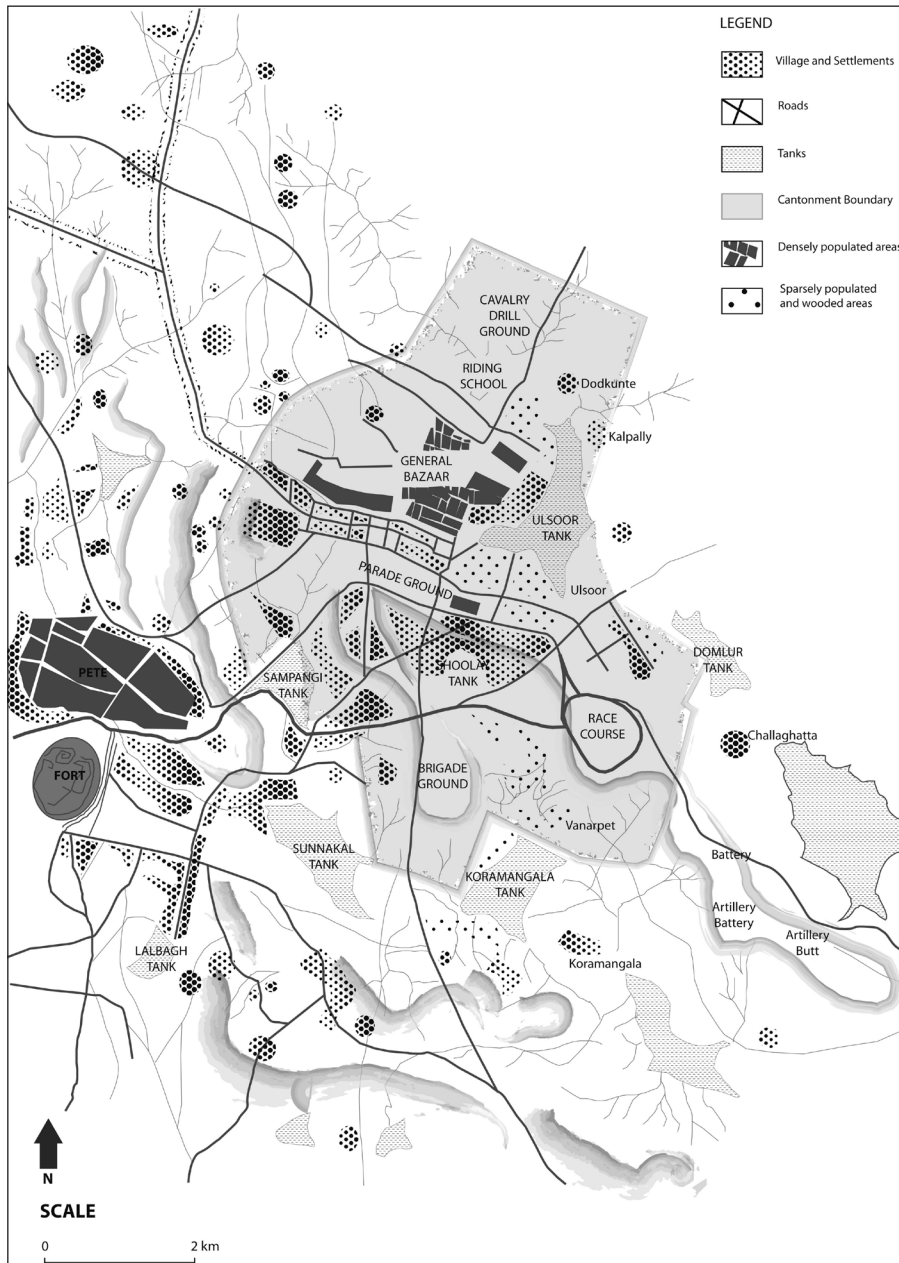 LEGEND
Village and Settlements
Roads
Tanks
Cantonment Boundary
Densely populated areas
Sparsely populated
and wooded areas
CAVALRY
DRILL
GROUND
RIDING
SCHOOL
Dodkunte
Kalpally
GENERAL
BAZAAR
ULSOOR
TANK
PARADE GROUND
Ulsoor
DOMLUR
TANK
PETE
SAMPANGI
TANK
SHOOLAY
TANK
RACE
COURSE
Challaghatta
FORT
BRIGADE
GROUND
Vanarpet
SUNNAKAL
TANK
KORAMANGALA
TANK
Battery
Artillery
Battery
Artillery
Butt
LALBAGH
TANK
Koramangala
N
SCALE
0 2 km